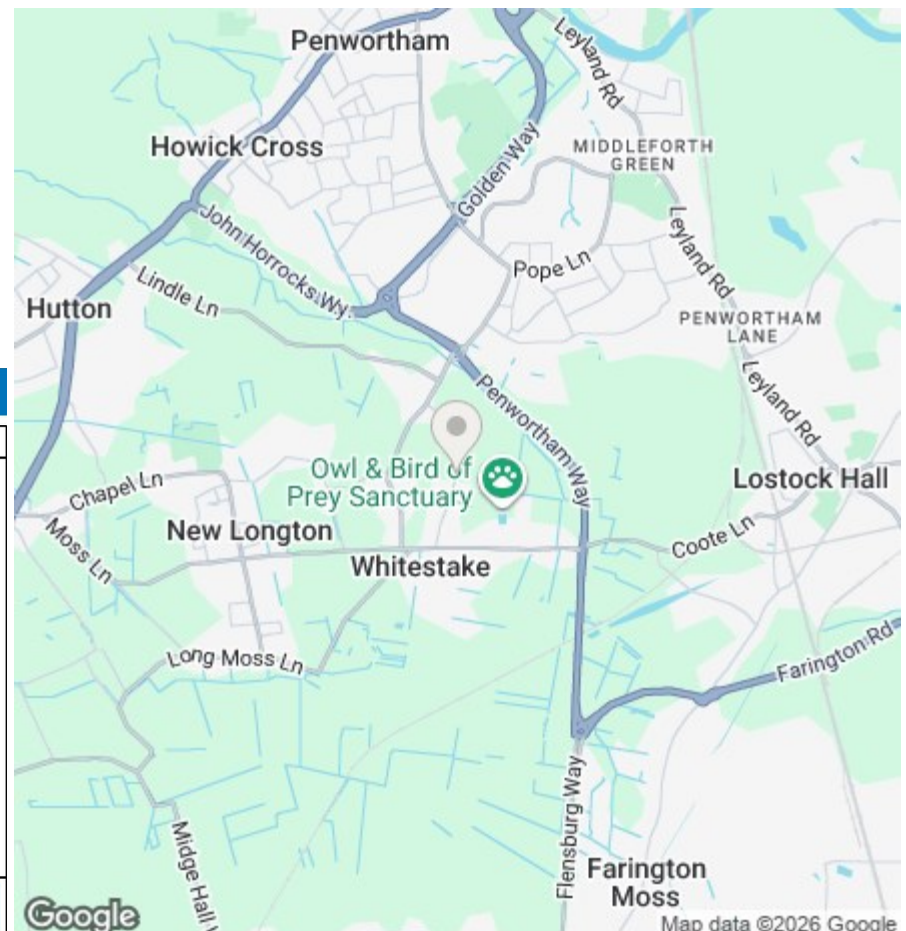 Penwortham
Leyland Rd
Howick Cross
MIDDLEFORTH
GREEN
Golden Way
John Horrocks Wy.
Leyland Rd
Pope Ln
Lindle Ln
Hutton
PENWORTHAM
LANE
Leyland Rd
Penwortham Way
Owl & Bird of
Prey Sanctuary
Lostock Hall
Chapel Ln
New Longton
Moss Ln
Coote Ln
Whitestake
Long Moss Ln
Farington Rd
Flensburg Way
Midge Hall
Farington
Moss
Google
Map data ©2026 Google